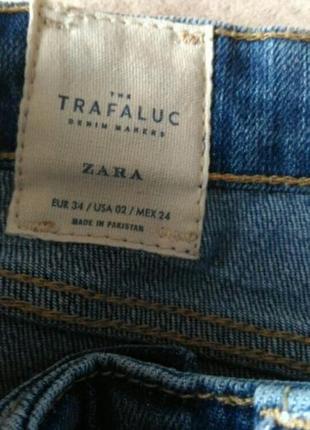 THE
TRAFALUC
DENIM MAKERS
ZARA
EUR 34 / USA 02 / MEX 24
MADE IN PAKISTAN